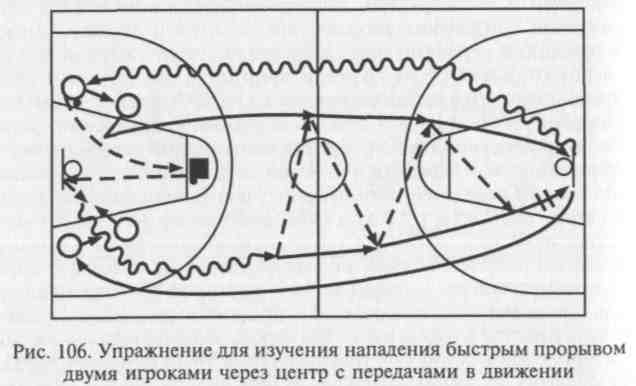 Рис. 106. Упражнение для изучения нападения быстрым прорывом
двумя игроками через центр с передачами в движении